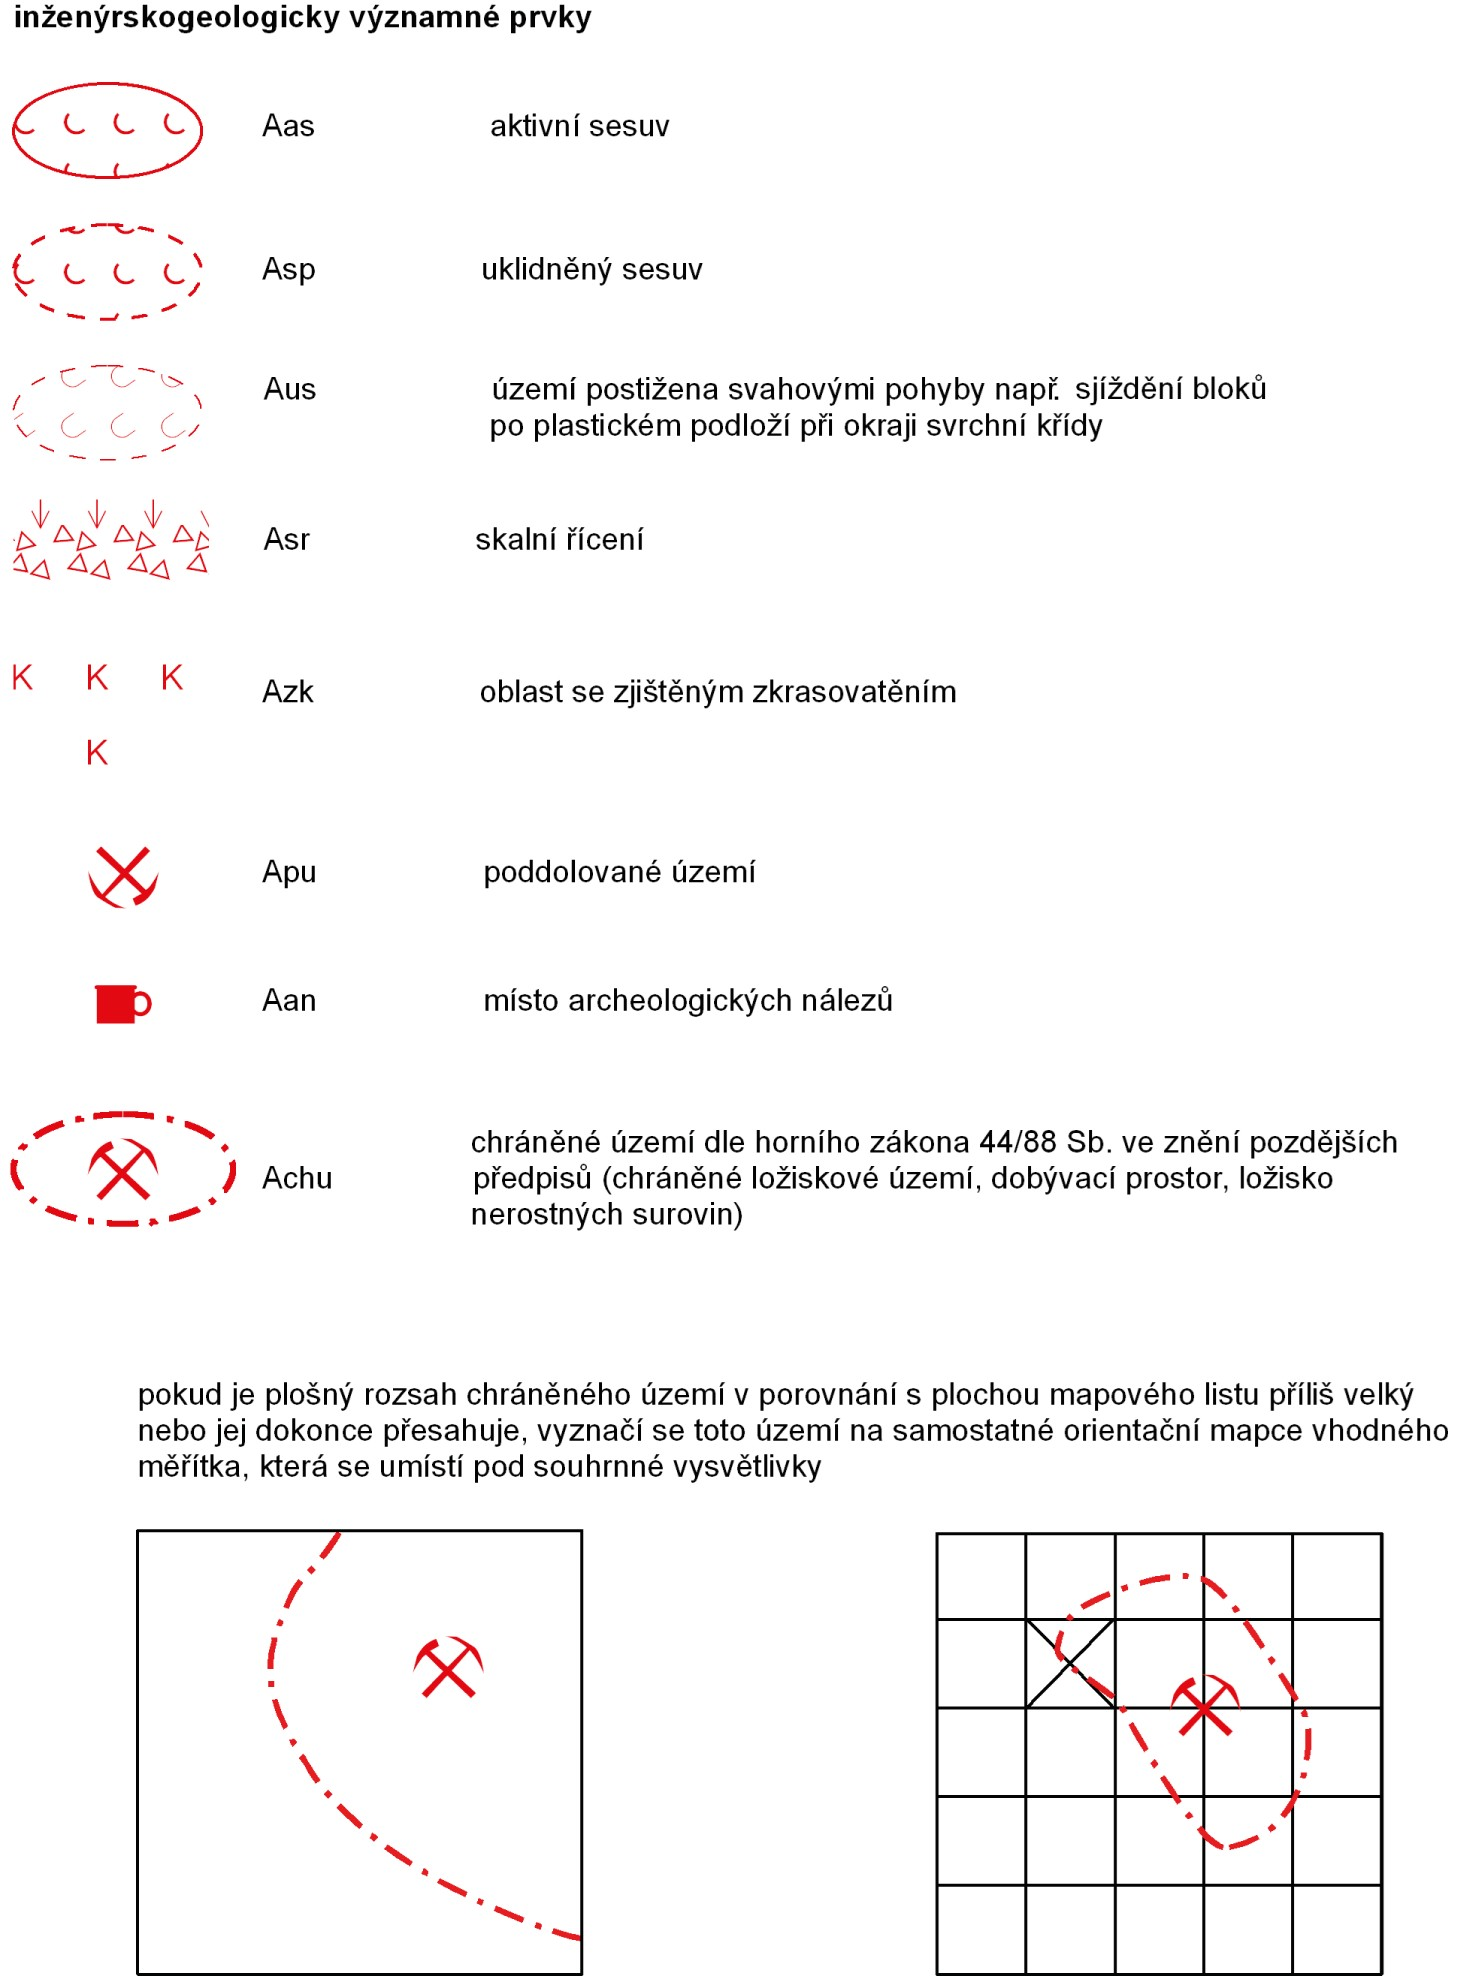 inženýrskogeologicky významné prvky
Aas aktivní sesuv
Asp uklidněný sesuv
Aus území postižena svahovými pohyby např. sjíždění bloků
po plastickém podloží při okraji svrchní křídy
Asr skalní řícení
K K K
Azk oblast se zjištěným zkrasovatěním
K
Apu poddolované území
Aan místo archeologických nálezů
chráněné území dle horního zákona 44/88 Sb. ve znění pozdějších
Achu předpisů (chráněné ložiskové území, dobývací prostor, ložisko
nerostných surovin)
pokud je plošný rozsah chráněného území v porovnání s plochou mapového listu příliš velký
nebo jej dokonce přesahuje, vyznačí se toto území na samostatné orientační mapce vhodného
měřítka, která se umístí pod souhrnné vysvětlivky